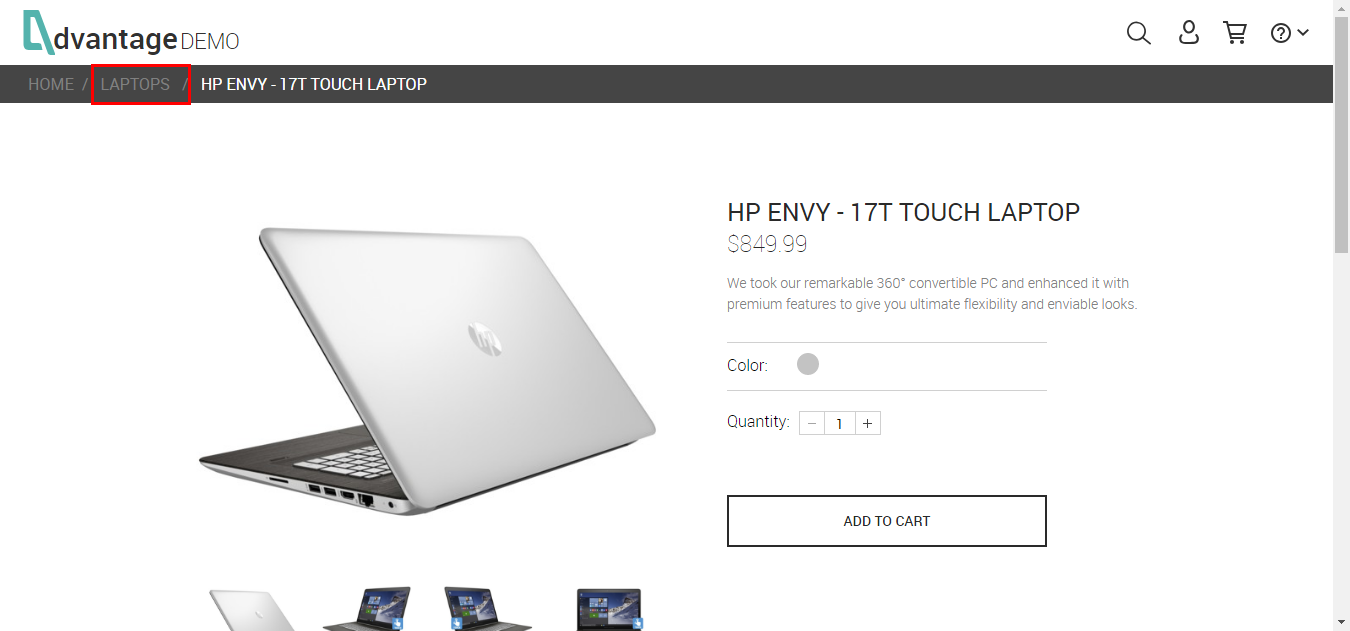 dvantage DEMO
HOME / LAPTOPS / HP ENVY - 17T TOUCH LAPTOP
HP ENVY - 17T TOUCH LAPTOP
$849.99
We took our remarkable 360° convertible PC and enhanced it with
premium features to give you ultimate flexibility and enviable looks.
Color:
Quantity: − 1 +
ADD TO CART